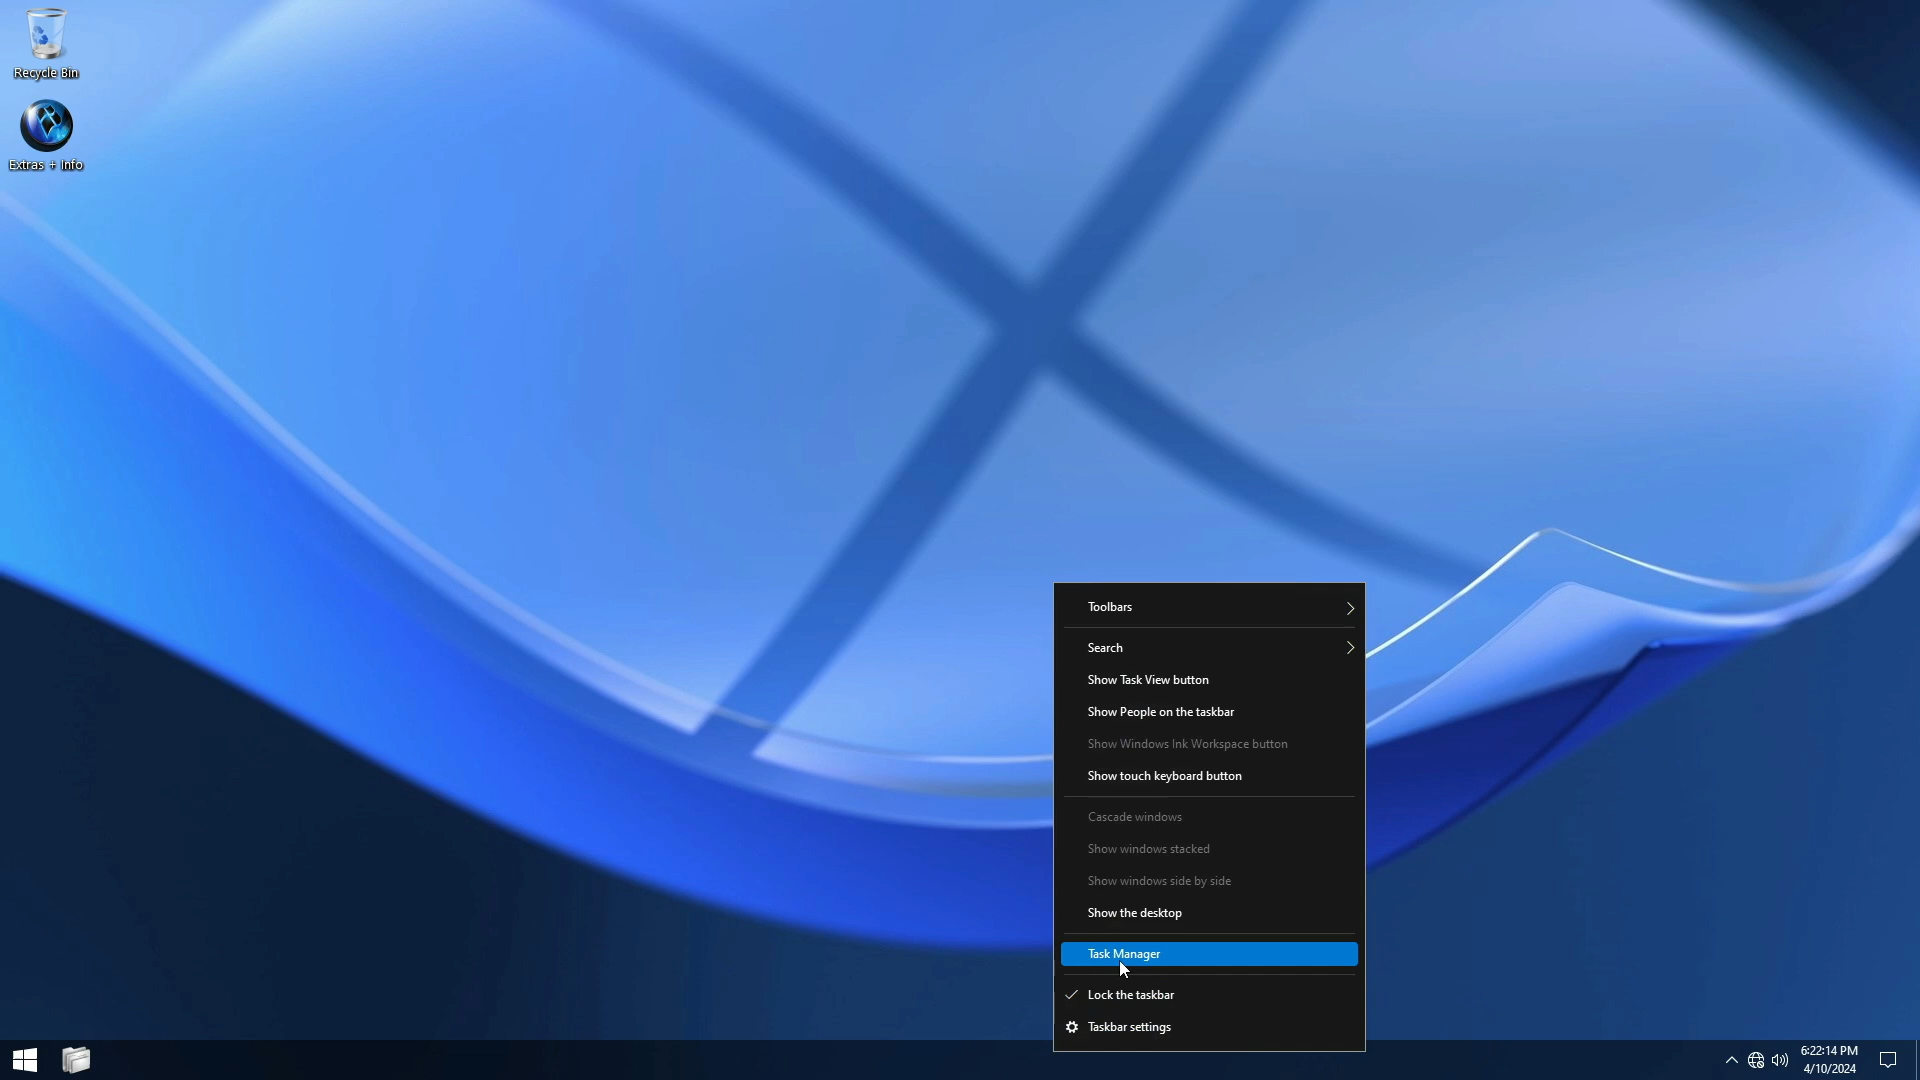 Recycle Bin
Extras + Info
Toolbars
Search
Show Task View button
Show People on the taskbar
Show Windows Ink Workspace button
Show touch keyboard button
Cascade windows
Show windows stacked
Show windows side by side
Show the desktop
Task Manager
Lock the taskbar
Taskbar settings
6:22:14 PM
4/10/2024